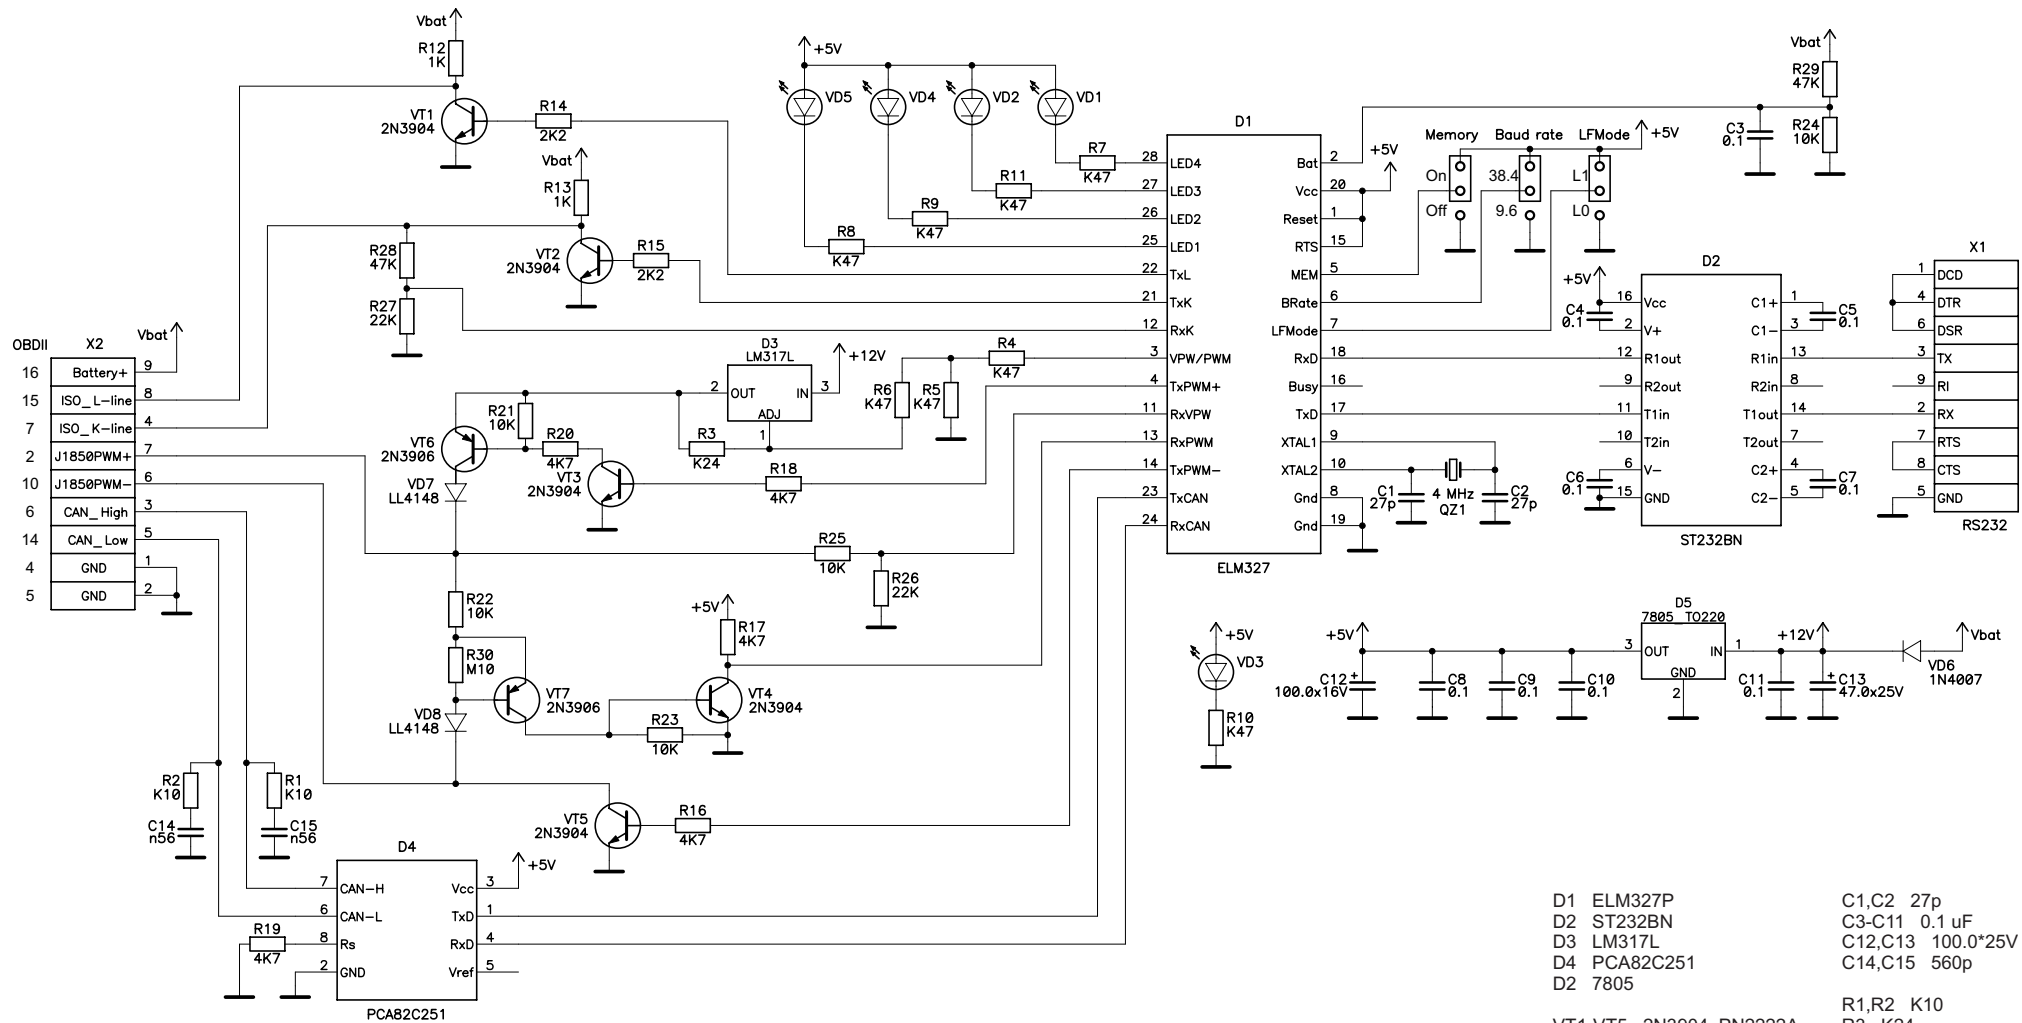 Vbat
R12
1K
VT1
2N3904
R14
2K2
Vbat
R13
1K
VT2
2N3904
R15
2K2
R28
47K
R27
22K
+5V
VD5
VD4
VD2
VD1
R7
K47
R11
K47
R9
K47
R8
K47
D1
28 LED4
27 LED3
26 LED2
25 LED1
22 TxL
21 TxK
12 RxK
3 VPW/PWM
4 TxPWM+
11 RxVPW
13 RxPWM
14 TxPWM-
23 TxCAN
24 RxCAN
Bat 2
Vcc 20
Reset 1
RTS 15
MEM 5
BRate 6
LFMode 7
RxD 18
Busy 16
TxD 17
XTAL1 9
XTAL2 10
Gnd 8
Gnd 19
ELM327
+5V
Memory Baud rate LFMode
+5V
On
Off
38.4
9.6
L1
L0
Vbat
R29
47K
C3
0.1
R24
10K
D2
+5V
C4
0.1
16 Vcc
2 V+
12 R1out
9 R2out
11 T1in
10 T2in
6 V-
15 GND
C6
0.1
C1+ 1
C1- 3
R1in 13
R2in 8
T1out 14
T2out 7
C2+ 4
C2- 5
C5
0.1
C7
0.1
ST232BN
X1
1 DCD
4 DTR
6 DSR
3 TX
9 RI
2 RX
7 RTS
8 CTS
5 GND
RS232
C1
27p
4 MHz
QZ1
C2
27p
OBDII X2
Vbat
16 Battery+ 9
15 ISO_L-line 8
7 ISO_K-line 4
2 J1850PWM+ 7
10 J1850PWM- 6
6 CAN_High 3
14 CAN_Low 5
4 GND 1
5 GND 2
D3
LM317L
+12V
2 OUT IN 3
ADJ
1
R6
K47
R5
K47
R4
K47
R21
10K
R20
4K7
R3
K24
VT6
2N3906
VD7
LL4148
VT3
2N3904
R18
4K7
R25
10K
R26
22K
R22
10K
R30
M10
VT7
2N3906
VD8
LL4148
+5V
R17
4K7
VT4
2N3904
R23
10K
VT5
2N3904
R16
4K7
R2
K10
C14
n56
R1
K10
C15
n56
D4
+5V
7 CAN-H
6 CAN-L
8 Rs
2 GND
Vcc 3
TxD 1
RxD 4
Vref 5
R19
4K7
PCA82C251
+5V
VD3
R10
K47
+5V
C12 +
100.0x16V
C8
0.1
C9
0.1
C10
0.1
D5
7805_TO220
3 OUT IN 1
GND
2
+12V
C11
0.1
+ C13
47.0x25V
VD6
1N4007
Vbat
D1 ELM327P
D2 ST232BN
D3 LM317L
D4 PCA82C251
D2 7805
C1,C2 27p
C3-C11 0.1 uF
C12,C13 100.0*25V
C14,C15 560p
R1,R2 K10